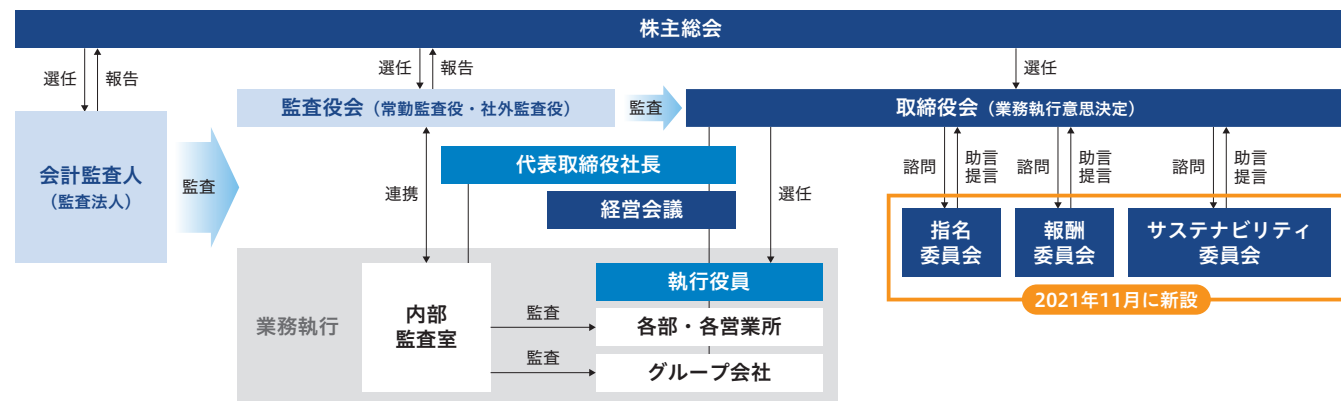 株主総会
選任
報告
選任
報告
選任
会計監査人
（監査法人）
監査
監査役会（常勤監査役・社外監査役）
監査
取締役会（業務執行意思決定）
連携
代表取締役社長
経営会議
選任
諮問
助言
提言
諮問
助言
提言
諮問
助言
提言
指名
委員会
報酬
委員会
サステナビリティ
委員会
2021年11月に新設
業務執行
内部
監査室
監査
監査
執行役員
各部・各営業所
グループ会社